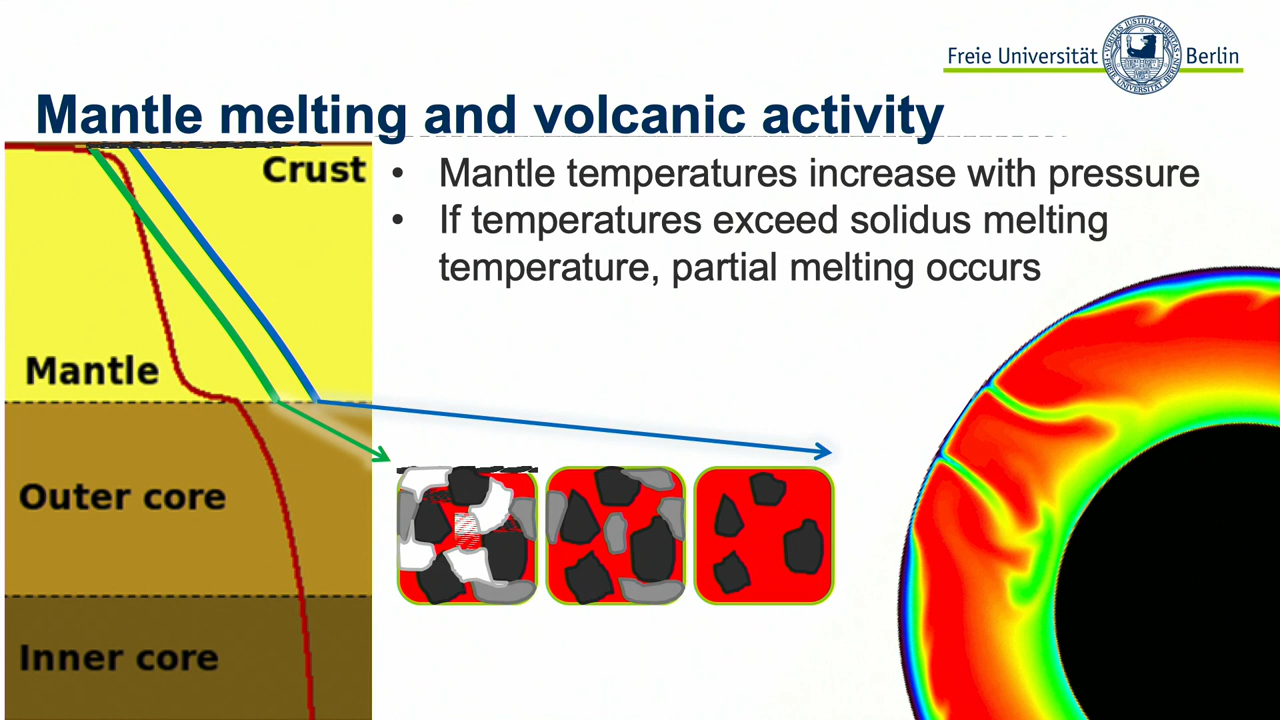 Freie Universität Berlin
Mantle melting and volcanic activity
Crust
• Mantle temperatures increase with pressure
• If temperatures exceed solidus melting
temperature, partial melting occurs
Mantle
Outer core
Inner core